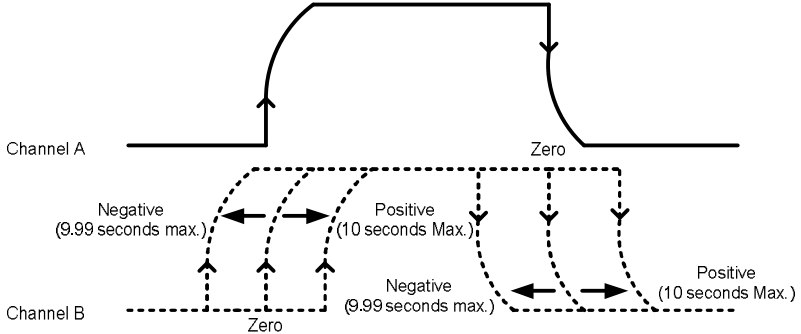 Channel A
Zero
Negative
(9.99 seconds max.)
Positive
(10 seconds Max.)
Negative
(9.99 seconds max.)
Positive
(10 seconds Max.)
Channel B
Zero